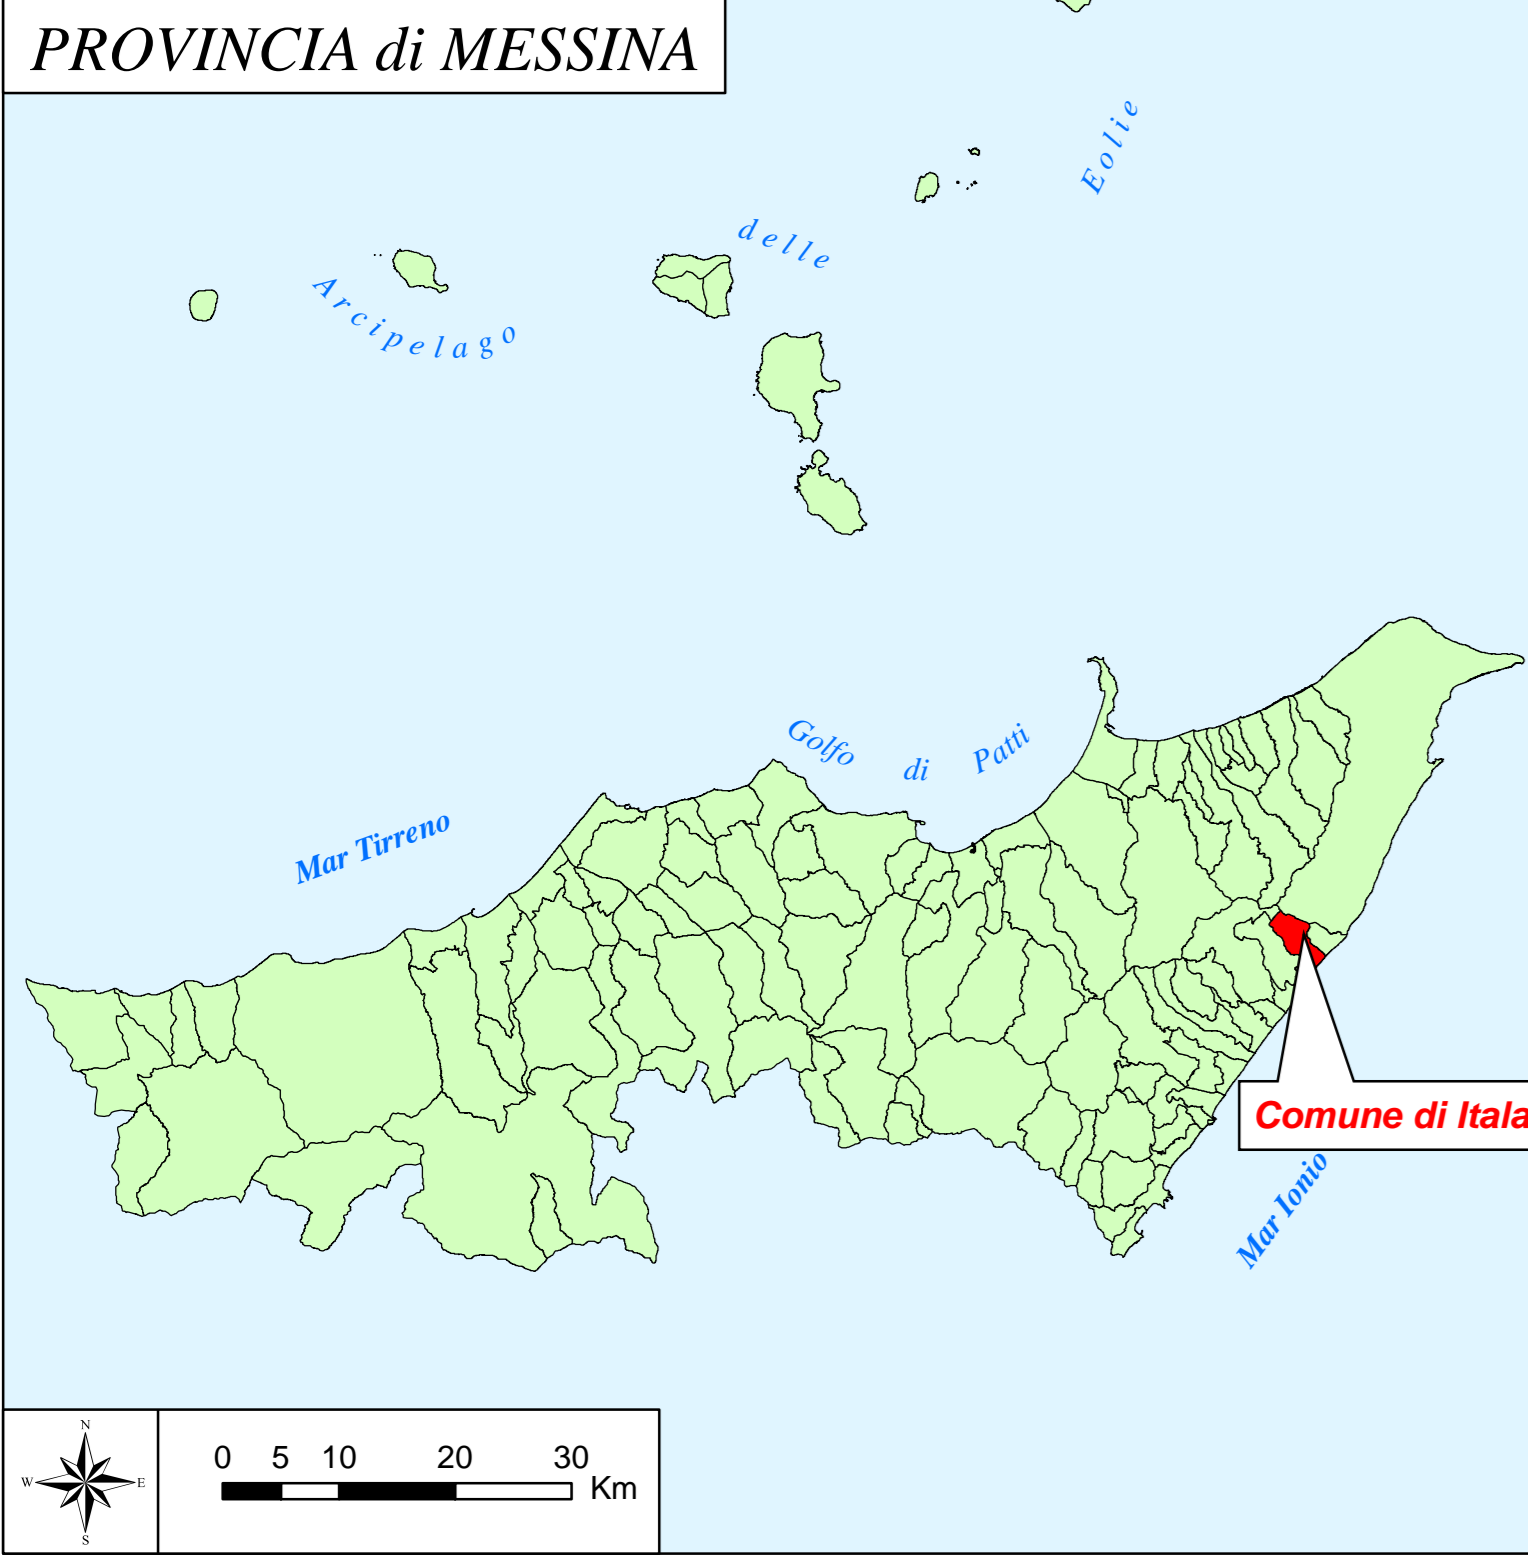 PROVINCIA di MESSINA
Arcipelago delle Eolie
Golfo di Patti
Mar Tirreno
Comune di Itala
Mar Ionio
N
W E
S
0 5 10 20 30
Km